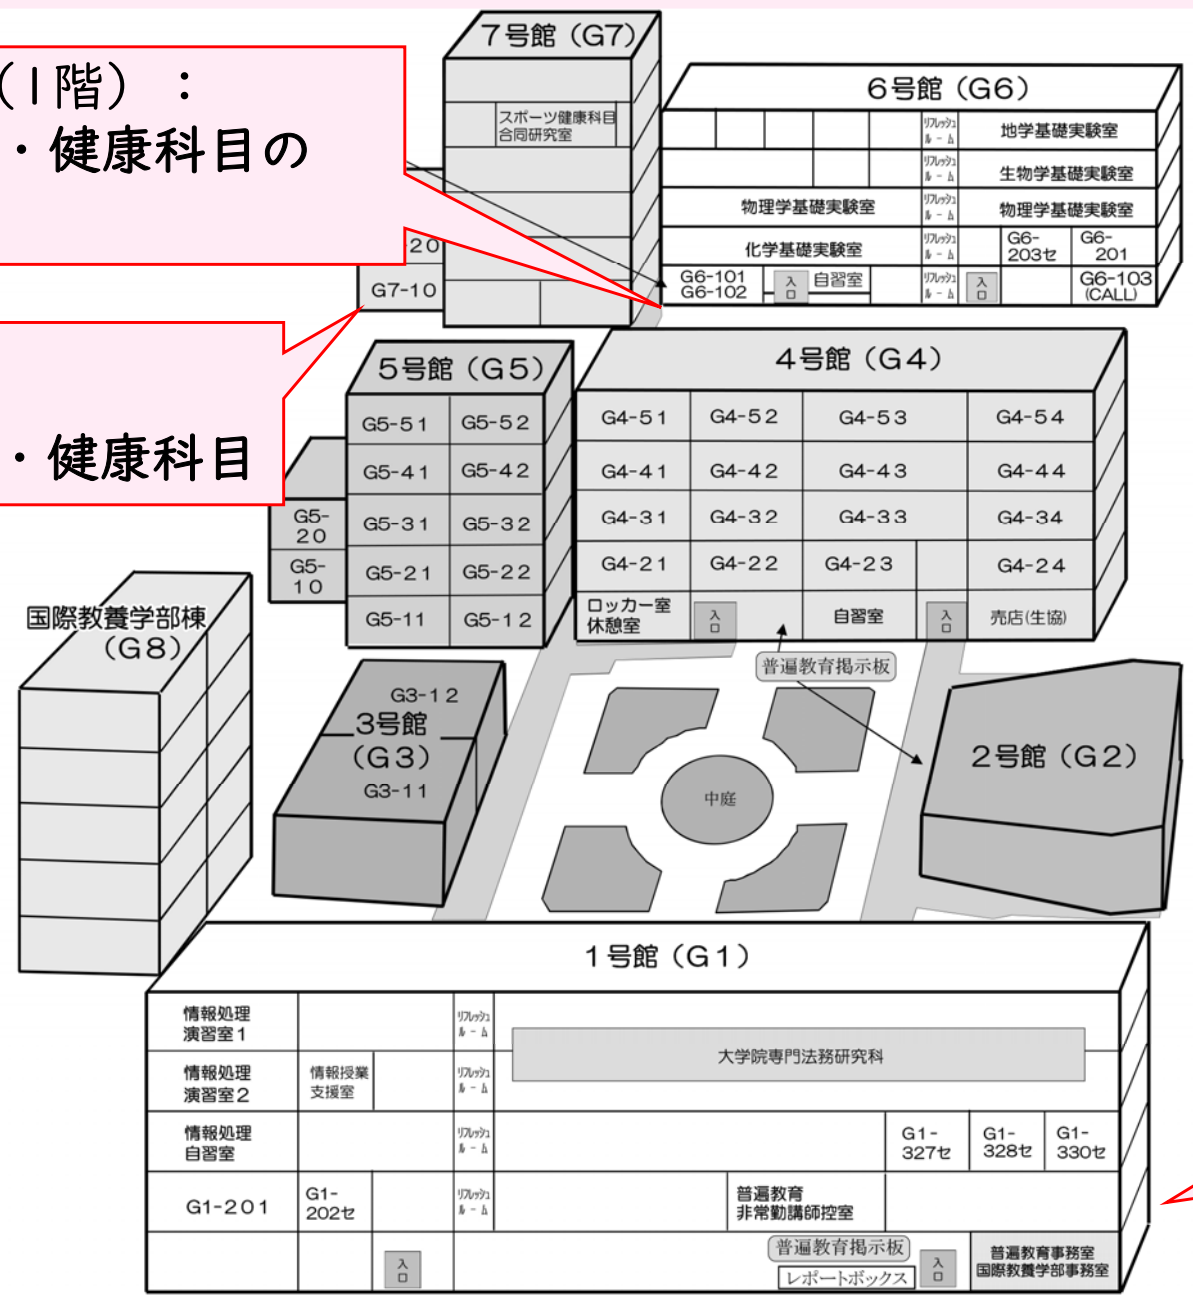 ７号館（G7）
（1階）：
・健康科目の
スポーツ健康科目
合同研究室
20
G7-10
６号館（G6）
リフレッシュ
ルーム
地学基礎実験室
リフレッシュ
ルーム
生物学基礎実験室
物理学基礎実験室
リフレッシュ
ルーム
物理学基礎実験室
化学基礎実験室
リフレッシュ
ルーム
G6-
203セ
G6-
201
G6-101
G6-102
入口
自習室
リフレッシュ
ルーム
入口
G6-103
(CALL)
・健康科目
５号館（G5）
G5-51
G5-52
G5-41
G5-42
G5-
20
G5-31
G5-32
G5-
10
G5-21
G5-22
G5-11
G5-12
４号館（G4）
G4-51
G4-52
G4-53
G4-54
G4-41
G4-42
G4-43
G4-44
G4-31
G4-32
G4-33
G4-34
G4-21
G4-22
G4-23
G4-24
ロッカー室
休憩室
入口
自習室
入口
売店(生協)
普遍教育掲示板
国際教養学部棟
（G8）
G3-12
３号館
（G3）
G3-11
中庭
２号館（G2）
１号館（G1）
情報処理
演習室１
リフレッシュ
ルーム
大学院専門法務研究科
情報処理
演習室２
情報授業
支援室
リフレッシュ
ルーム
情報処理
自習室
リフレッシュ
ルーム
G1-
327セ
G1-
328セ
G1-
330セ
G1-201
G1-
202セ
リフレッシュ
ルーム
普遍教育
非常勤講師控室
入口
普遍教育掲示板
レポートボックス
入口
普遍教育事務室
国際教養学部事務室